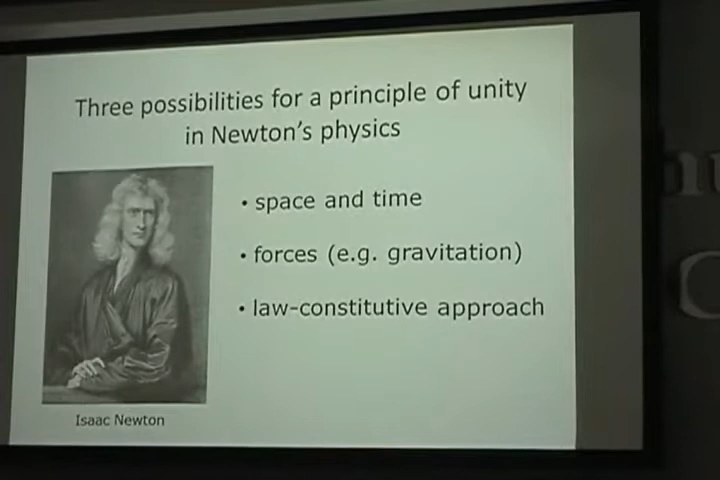 Three possibilities for a principle of unity
in Newton's physics
• space and time
• forces (e.g. gravitation)
• law-constitutive approach
Isaac Newton